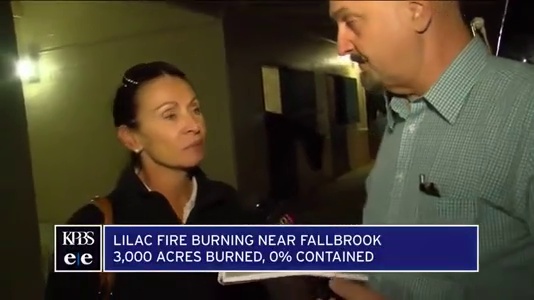 KPBS
e|e
LILAC FIRE BURNING NEAR FALLBROOK
3,000 ACRES BURNED, 0% CONTAINED